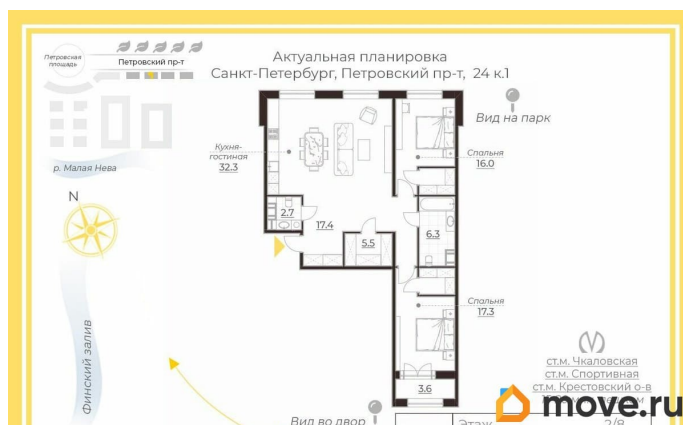 Петровская
площадь
Петровский пр-т
Актуальная планировка
Санкт-Петербург, Петровский пр-т, 24 к.1
Вид на парк
Кухня-
гостиная
32.3
Спальня
16.0
р. Малая Нева
N
2.7
17.4
5.5
6.3
Спальня
17.3
Финский залив
ст.м. Чкаловская
ст.м. Спортивная
ст.м. Крестовский о-в
3.6
Вид во двор
Этаж
2/8
move.ru